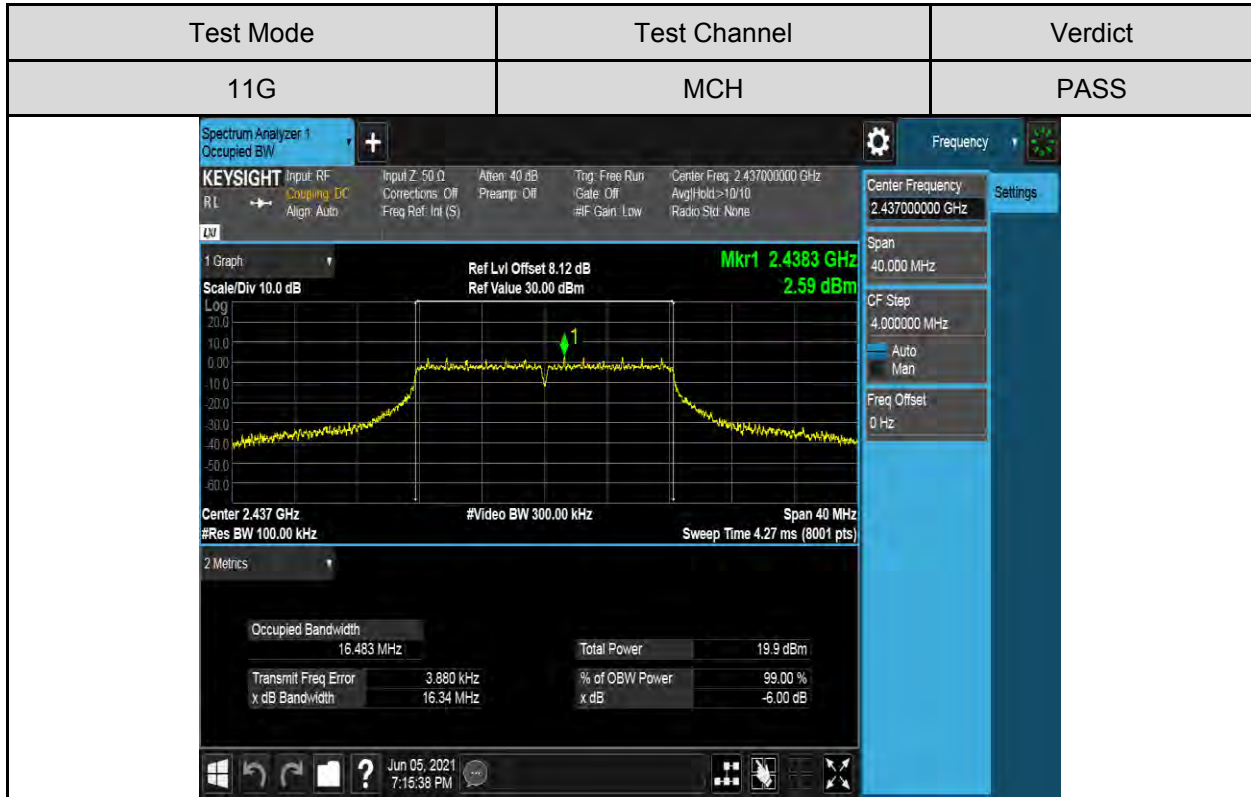 Test Mode Test Channel Verdict
11G MCH PASS
Spectrum Analyzer 1
Occupied BW
+
Frequency
KEYSIGHT Input: RF Input Z: 50 Ω Atten: 40 dB Trig: Free Run Center Freq: 2.437000000 GHz
RL Coupling: DC Corrections: Off Preamp: Off Gate: Off Avg|Hold:>10/10
Align: Auto Freq Ref: Int (S) #IF Gain: Low Radio Std: None
LXI
Center Frequency
2.437000000 GHz
Settings
Span
40.000 MHz
CF Step
4.000000 MHz
Auto
Man
Freq Offset
0 Hz
1 Graph
Ref Lvl Offset 8.12 dB
Mkr1 2.4383 GHz
Scale/Div 10.0 dB
Ref Value 30.00 dBm
2.59 dBm
Log
20.0
10.0
0.00
-10.0
-20.0
-30.0
-40.0
-50.0
-60.0
1
Center 2.437 GHz #Video BW 300.00 kHz Span 40 MHz
#Res BW 100.00 kHz Sweep Time 4.27 ms (8001 pts)
2 Metrics
Occupied Bandwidth
16.483 MHz
Total Power 19.9 dBm
Transmit Freq Error 3.880 kHz
% of OBW Power 99.00 %
x dB Bandwidth 16.34 MHz
x dB -6.00 dB
?
Jun 05, 2021
7:15:38 PM